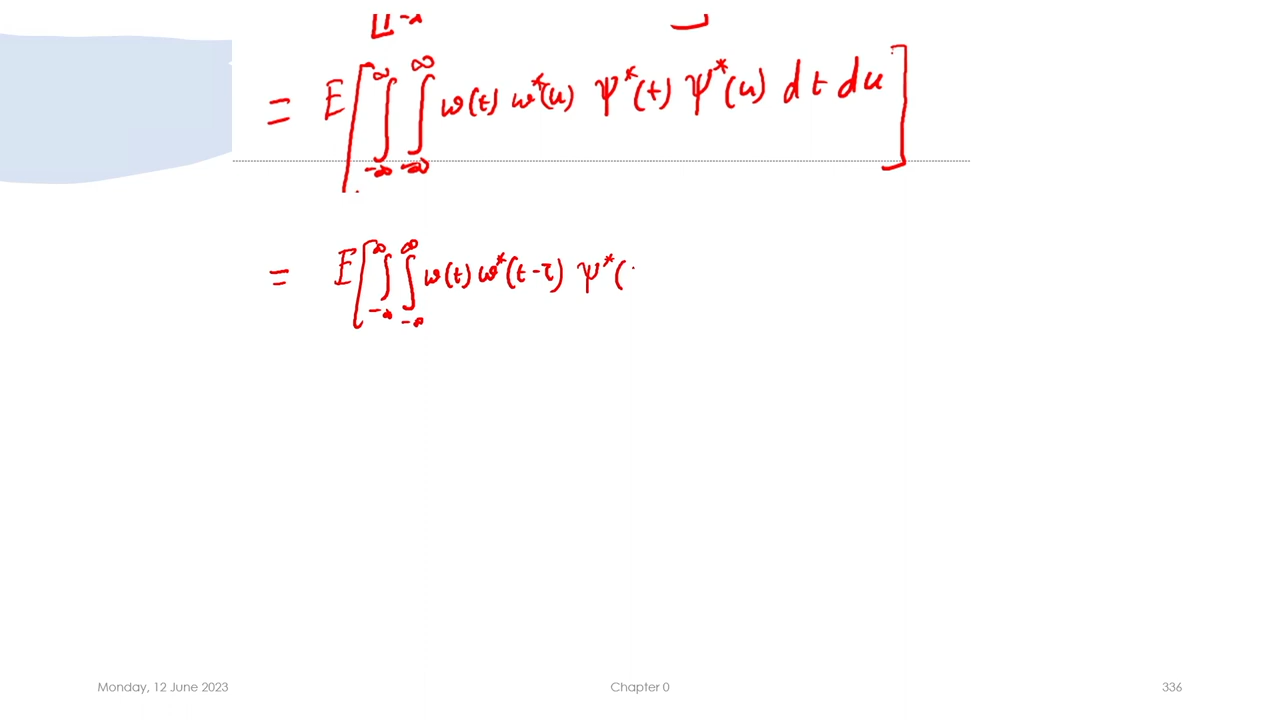 = E[∫_{-∞}^{∞} ∫_{-∞}^{∞} w(t) w*(u) ψ*(t) ψ*(u) dt du]
= E[∫_{-∞}^{∞} ∫_{-∞}^{∞} w(t) w*(t-τ) ψ*(
Monday, 12 June 2023 Chapter 0 336